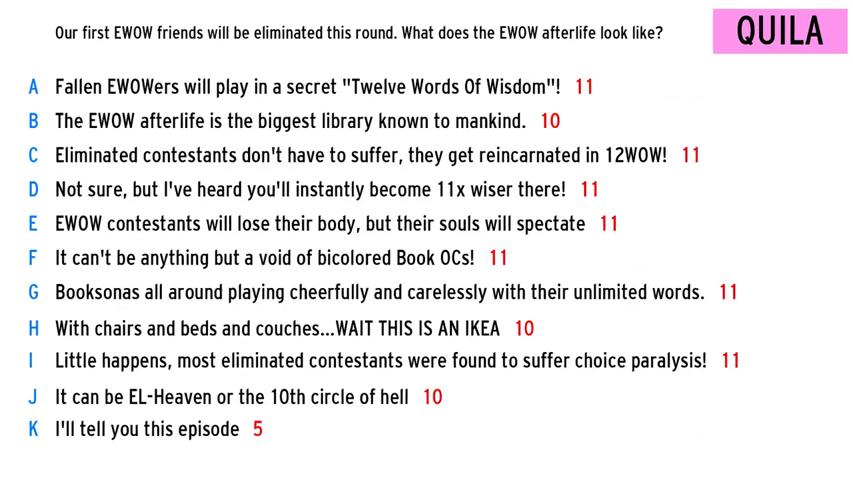 Our first EWOW friends will be eliminated this round. What does the EWOW afterlife look like?
QUILA
A Fallen EWOWers will play in a secret "Twelve Words Of Wisdom"! 11
B The EWOW afterlife is the biggest library known to mankind. 10
C Eliminated contestants don't have to suffer, they get reincarnated in 12WOW! 11
D Not sure, but I've heard you'll instantly become 11x wiser there! 11
E EWOW contestants will lose their body, but their souls will spectate 11
F It can't be anything but a void of bicolored Book OCs! 11
G Booksonas all around playing cheerfully and carelessly with their unlimited words. 11
H With chairs and beds and couches...WAIT THIS IS AN IKEA 10
I Little happens, most eliminated contestants were found to suffer choice paralysis! 11
J It can be EL-Heaven or the 10th circle of hell 10
K I'll tell you this episode 5